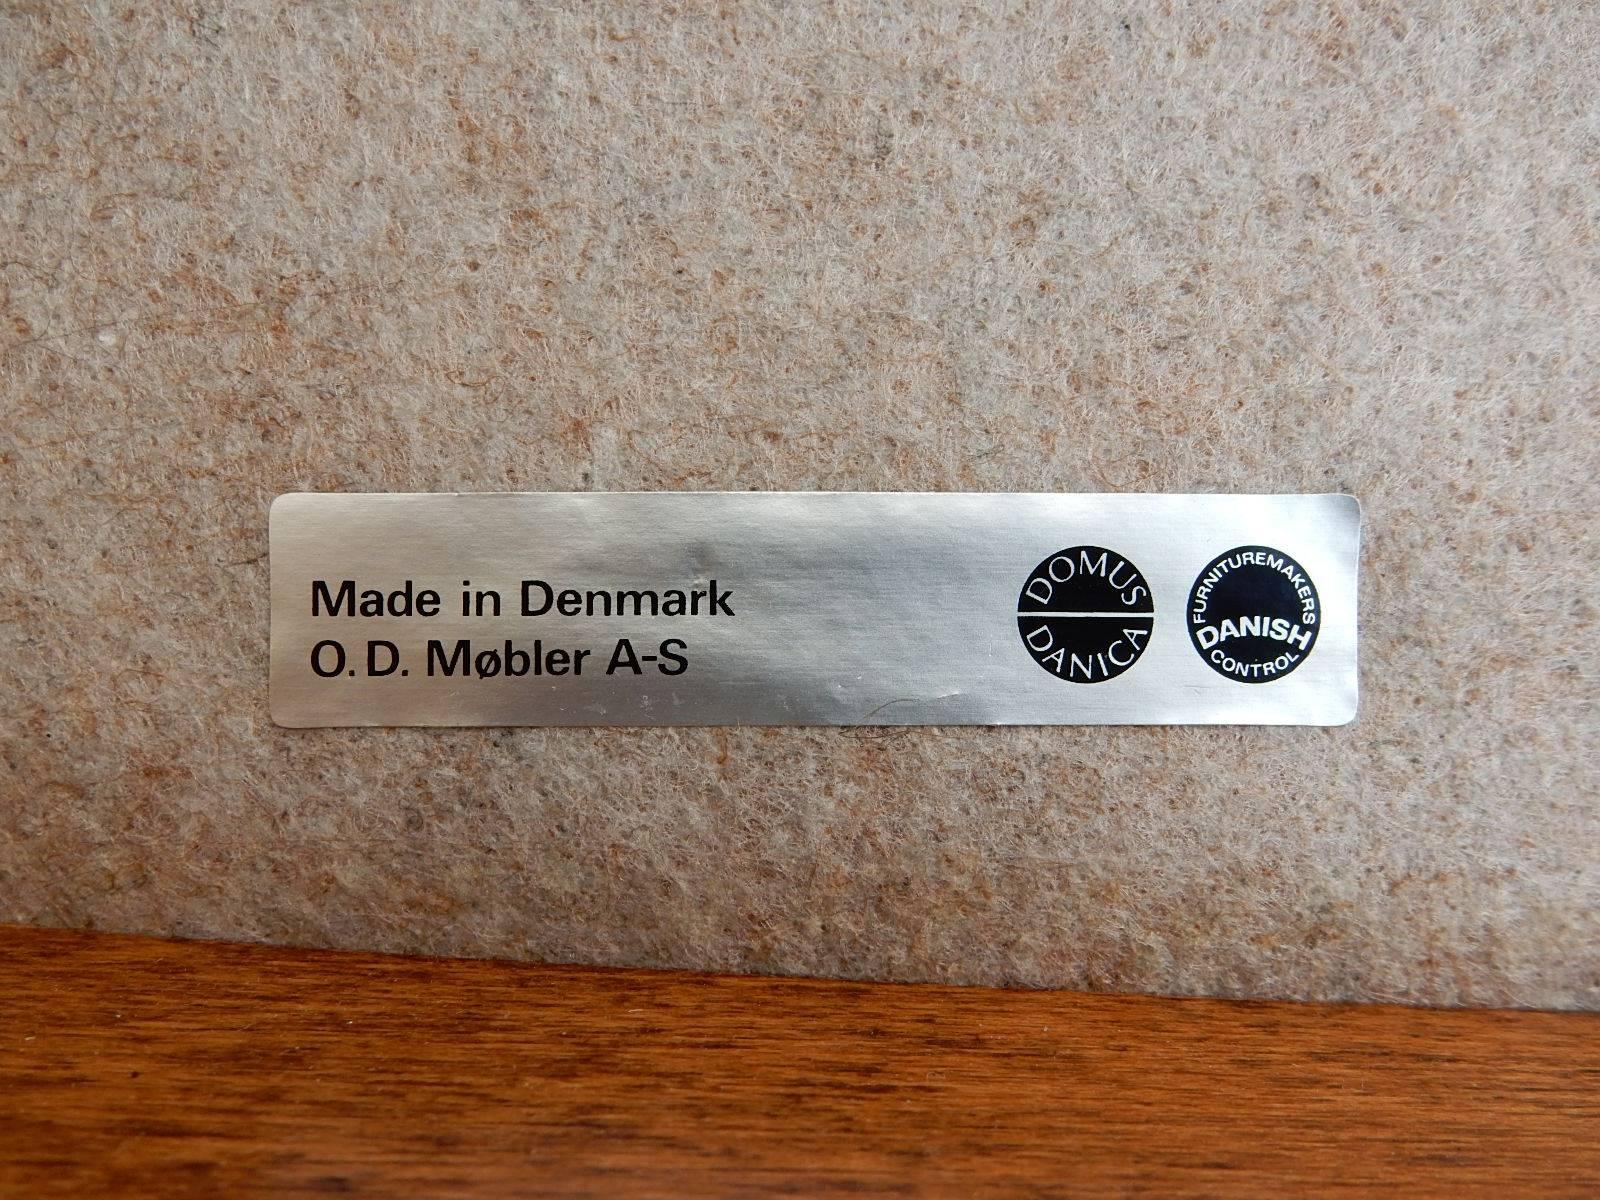 Made in Denmark
O.D. Møbler A-S
DOMUS
DANICA
FURNITUREMAKERS
DANISH
CONTROL